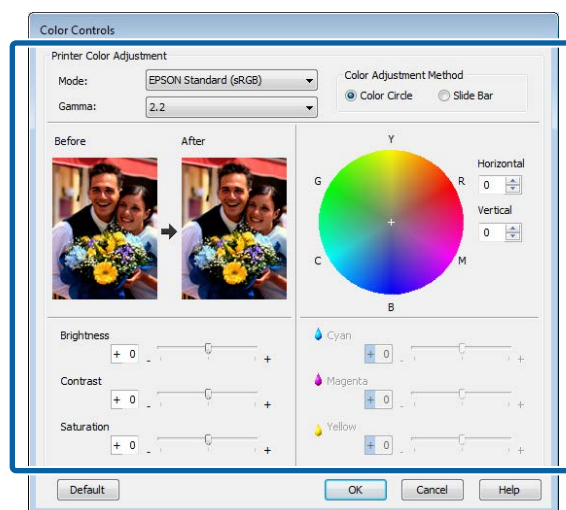 Color Controls
Printer Color Adjustment
Mode: EPSON Standard (sRGB)
Gamma: 2.2
Color Adjustment Method
Color Circle Slide Bar
Before After
Y
G R
C M
B
Horizontal
0
Vertical
0
Brightness
+ 0 - +
Contrast
+ 0 - +
Saturation
+ 0 - +
Cyan
+ 0 - +
Magenta
+ 0 - +
Yellow
+ 0 - +
Default OK Cancel Help